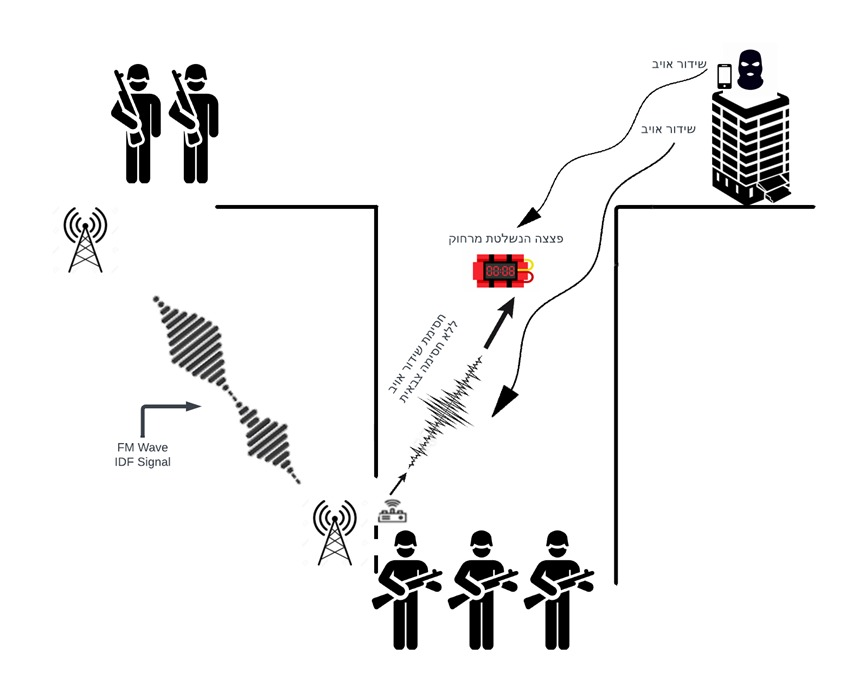 שידור אויב
שידור אויב
פצצה הנשלטת מרחוק
00:08
חסימת שידור אויב
ללא חסימה צבאית
FM Wave
IDF Signal